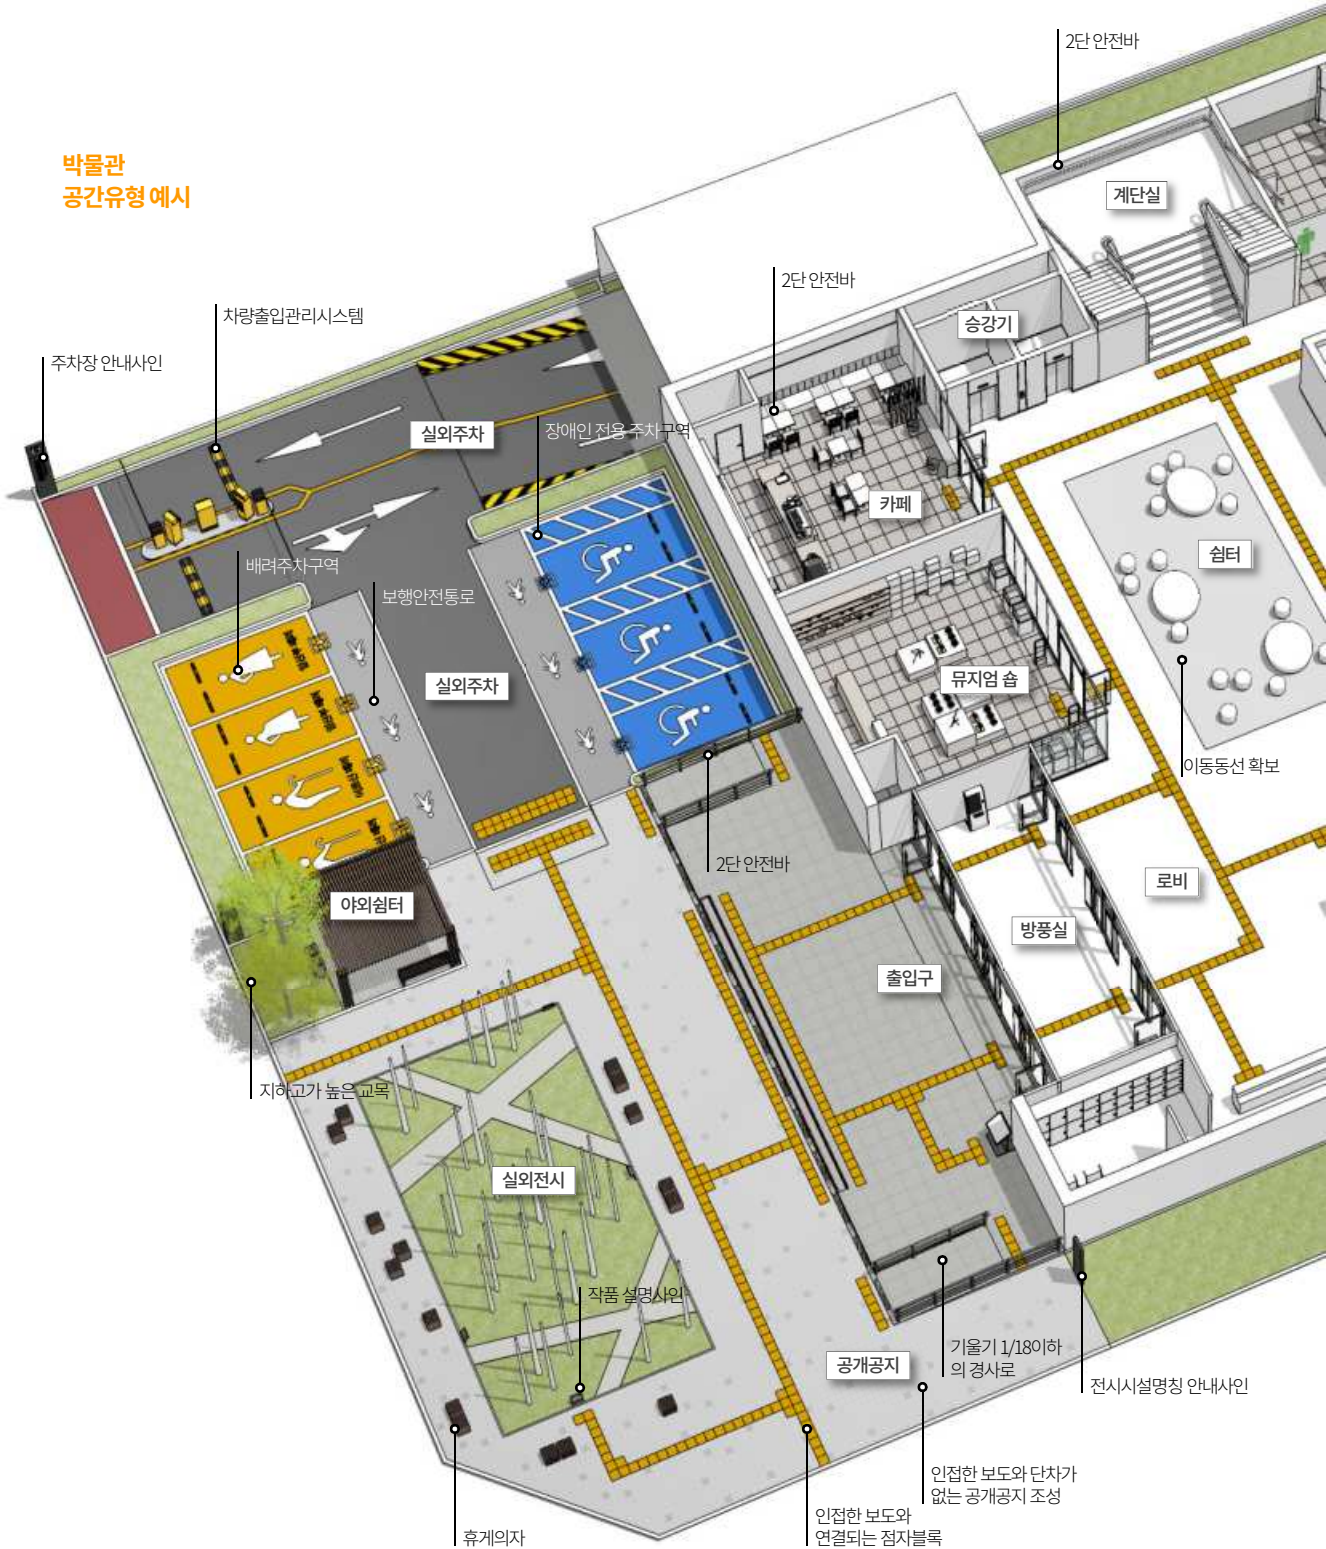 2단 안전바
박물관
공간유형 예시
계단실
2단 안전바
차량출입관리시스템
승강기
주차장 안내사인
실외주차
장애인 전용 주차구역
카페
쉼터
배려주차구역
보행안전통로
뮤지엄 숍
실외주차
이동동선 확보
2단 안전바
로비
야외쉼터
방풍실
출입구
지하고가 높은 교목
실외전시
작품 설명사인
공개공지
기울기 1/18이하
의 경사로
전시시설명칭 안내사인
인접한 보도와 단차가
없는 공개공지 조성
인접한 보도와
연결되는 점자블록
휴게의자